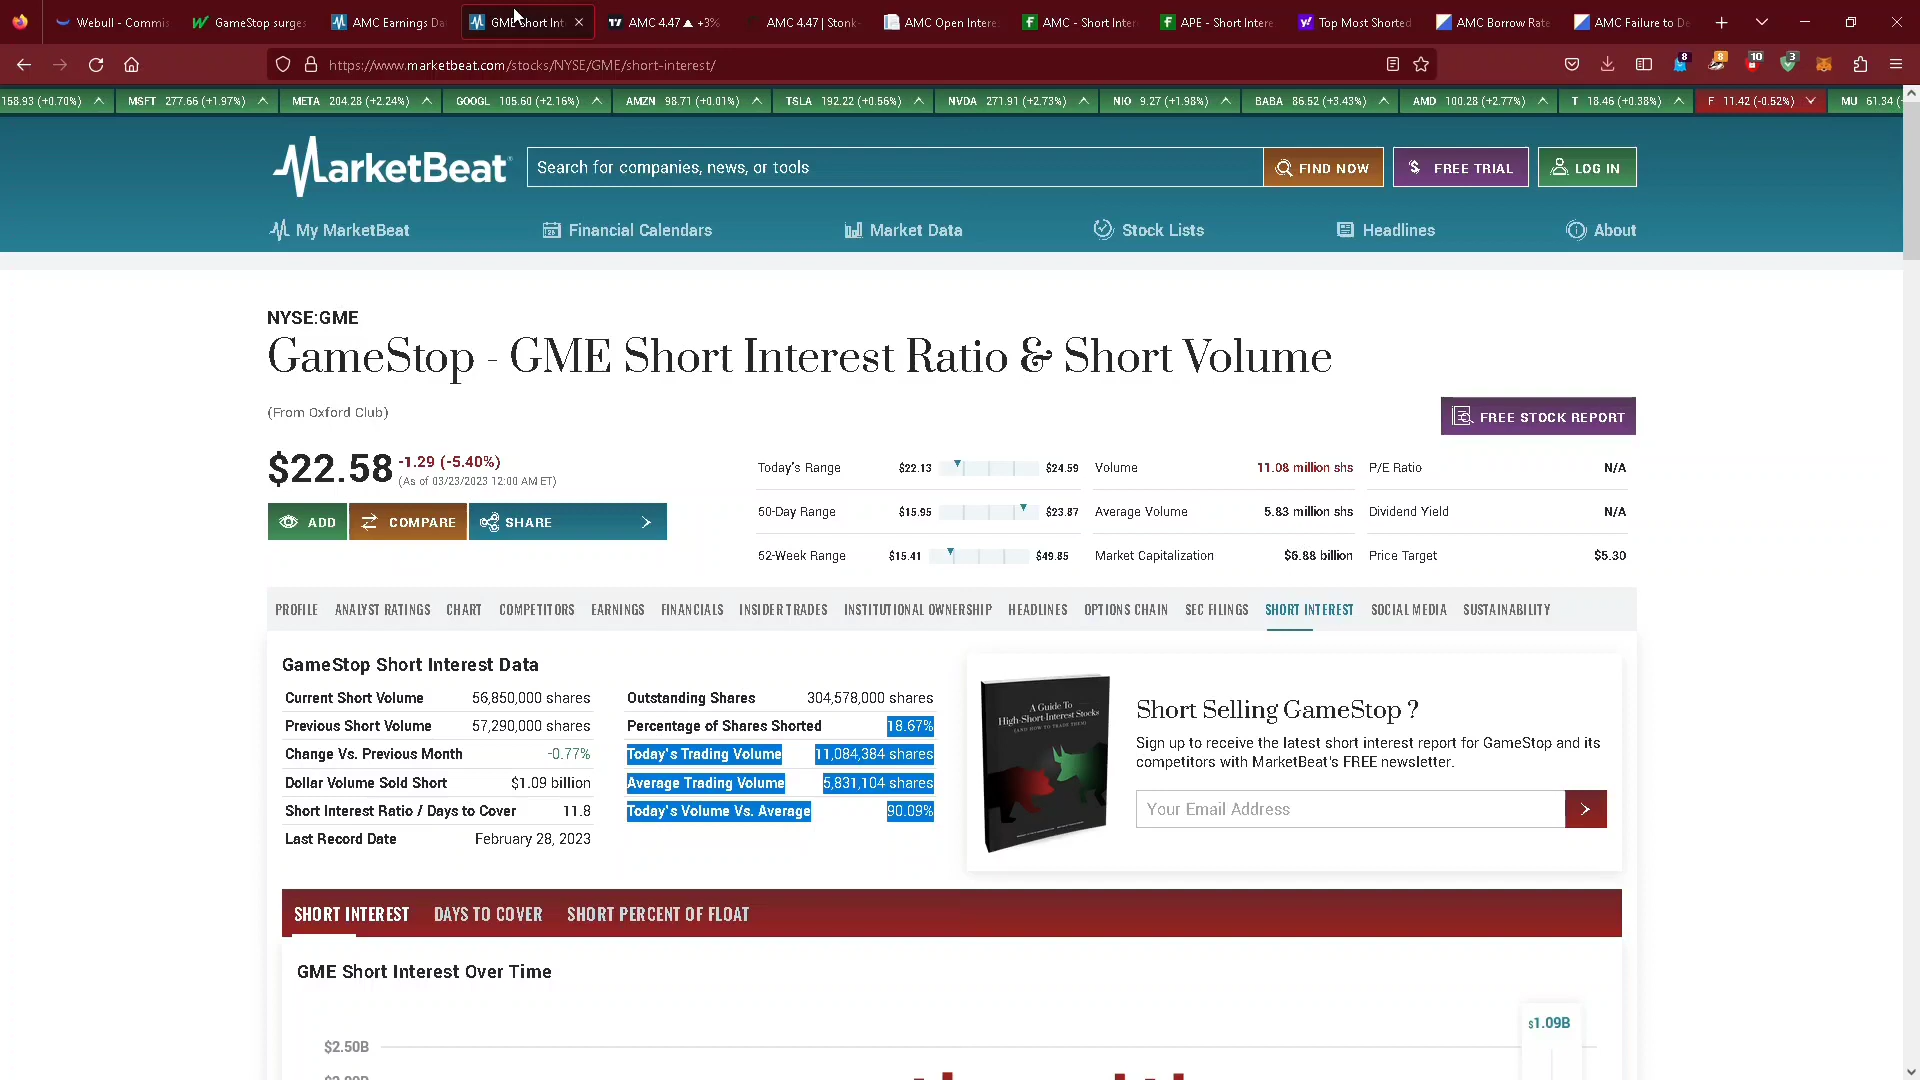 Webull - Commis
GameStop surges
AMC Earnings Da
GME Short Int
AMC 4.47 ▲ +3%
AMC 4.47 | Stonk-
AMC Open Intere
AMC - Short Inter
APE - Short Intere
Top Most Shorted
AMC Borrow Rate
AMC Failure to De
https://www.marketbeat.com/stocks/NYSE/GME/short-interest/
8
8
10
3
158.93 (+0.70%)
MSFT 277.66 (+1.97%)
META 204.28 (+2.24%)
GOOGL 105.60 (+2.16%)
AMZN 98.71 (+0.01%)
TSLA 192.22 (+0.56%)
NVDA 271.91 (+2.73%)
NIO 9.27 (+1.98%)
BABA 86.52 (+3.43%)
AMD 100.28 (+2.77%)
T 18.46 (+0.38%)
F 11.42 (-0.52%)
MU 61.34 (
MarketBeat
Search for companies, news, or tools
FIND NOW
FREE TRIAL
LOG IN
My MarketBeat
Financial Calendars
Market Data
Stock Lists
Headlines
About
NYSE:GME
GameStop - GME Short Interest Ratio & Short Volume
(From Oxford Club)
FREE STOCK REPORT
$22.58 -1.29 (-5.40%)
(As of 03/23/2023 12:00 AM ET)
ADD
COMPARE
SHARE
Today's Range $22.13 $24.59
50-Day Range $15.95 $23.87
52-Week Range $15.41 $49.85
Volume 11.08 million shs
Average Volume 5.83 million shs
Market Capitalization $6.88 billion
P/E Ratio N/A
Dividend Yield N/A
Price Target $5.30
PROFILE ANALYST RATINGS CHART COMPETITORS EARNINGS FINANCIALS INSIDER TRADES INSTITUTIONAL OWNERSHIP HEADLINES OPTIONS CHAIN SEC FILINGS SHORT INTEREST SOCIAL MEDIA SUSTAINABILITY
GameStop Short Interest Data
Current Short Volume 56,850,000 shares
Previous Short Volume 57,290,000 shares
Change Vs. Previous Month -0.77%
Dollar Volume Sold Short $1.09 billion
Short Interest Ratio / Days to Cover 11.8
Last Record Date February 28, 2023
Outstanding Shares 304,578,000 shares
Percentage of Shares Shorted 18.67%
Today's Trading Volume 11,084,384 shares
Average Trading Volume 5,831,104 shares
Today's Volume Vs. Average 90.09%
A Guide To
High-Short-Interest Stocks
(AND HOW TO TRADE THEM)
Short Selling GameStop ?
Sign up to receive the latest short interest report for GameStop and its
competitors with MarketBeat's FREE newsletter.
Your Email Address
SHORT INTEREST
DAYS TO COVER
SHORT PERCENT OF FLOAT
GME Short Interest Over Time
$1.09B
$2.50B